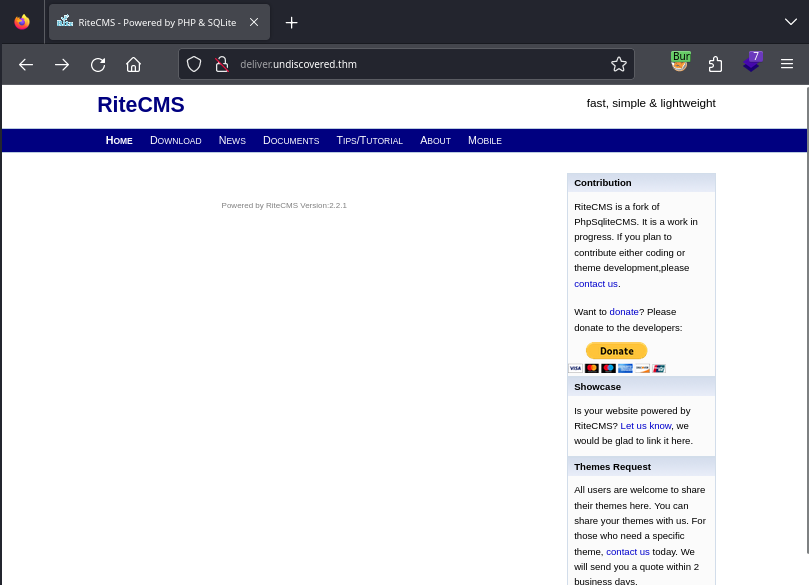 RiteCMS - Powered by PHP & SQLite
deliver.undiscovered.thm
Bur
7
RiteCMS
fast, simple & lightweight
Home Download News Documents Tips/Tutorial About Mobile
Powered by RiteCMS Version:2.2.1
Contribution
RiteCMS is a fork of
PhpSqliteCMS. It is a work in
progress. If you plan to
contribute either coding or
theme development,please
contact us.
Want to donate? Please
donate to the developers:
Donate
VISA
Showcase
Is your website powered by
RiteCMS? Let us know, we
would be glad to link it here.
Themes Request
All users are welcome to share
their themes here. You can
share your themes with us. For
those who need a specific
theme, contact us today. We
will send you a quote within 2
business days.